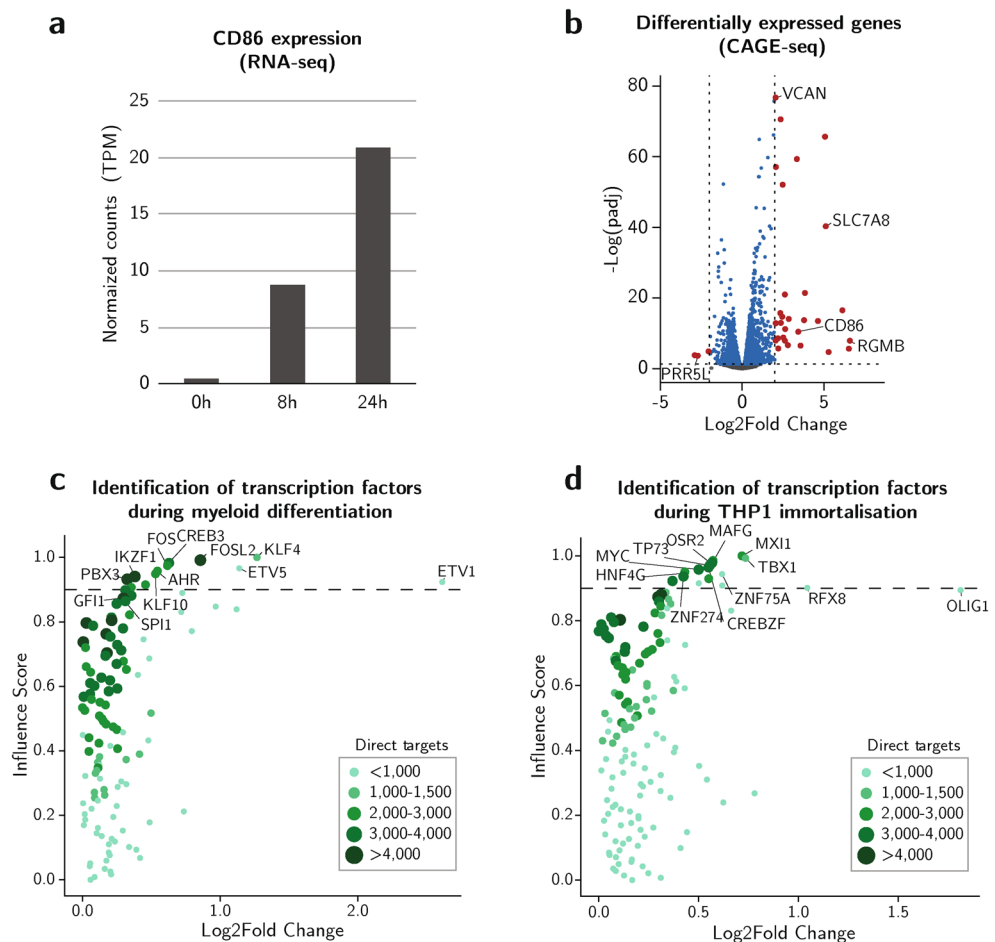 a
CD86 expression
(RNA-seq)
Normaized counts (TPM)
25
20
15
10
5
0
0h
8h
24h
b
Differentially expressed genes
(CAGE-seq)
-Log(padj)
80
60
40
20
0
VCAN
SLC7A8
CD86
RGMB
PRR5L
-5
0
5
Log2Fold Change
c
Identification of transcription factors
during myeloid differentiation
Influence Score
1.0
0.8
0.6
0.4
0.2
0.0
FOS
CREB3
IKZF1
FOSL2
KLF4
PBX3
AHR
ETV5
ETV1
GFI1
KLF10
SPI1
Direct targets
<1,000
1,000-1,500
2,000-3,000
3,000-4,000
>4,000
0.0
1.0
2.0
Log2Fold Change
d
Identification of transcription factors
during THP1 immortalisation
Influence Score
1.0
0.8
0.6
0.4
0.2
0.0
MAFG
OSR2
TP73
MXI1
MYC
TBX1
HNF4G
ZNF75A
RFX8
OLIG1
ZNF274
CREBZF
Direct targets
<1,000
1,000-1,500
2,000-3,000
3,000-4,000
>4,000
0.0
0.5
1.0
1.5
Log2Fold Change